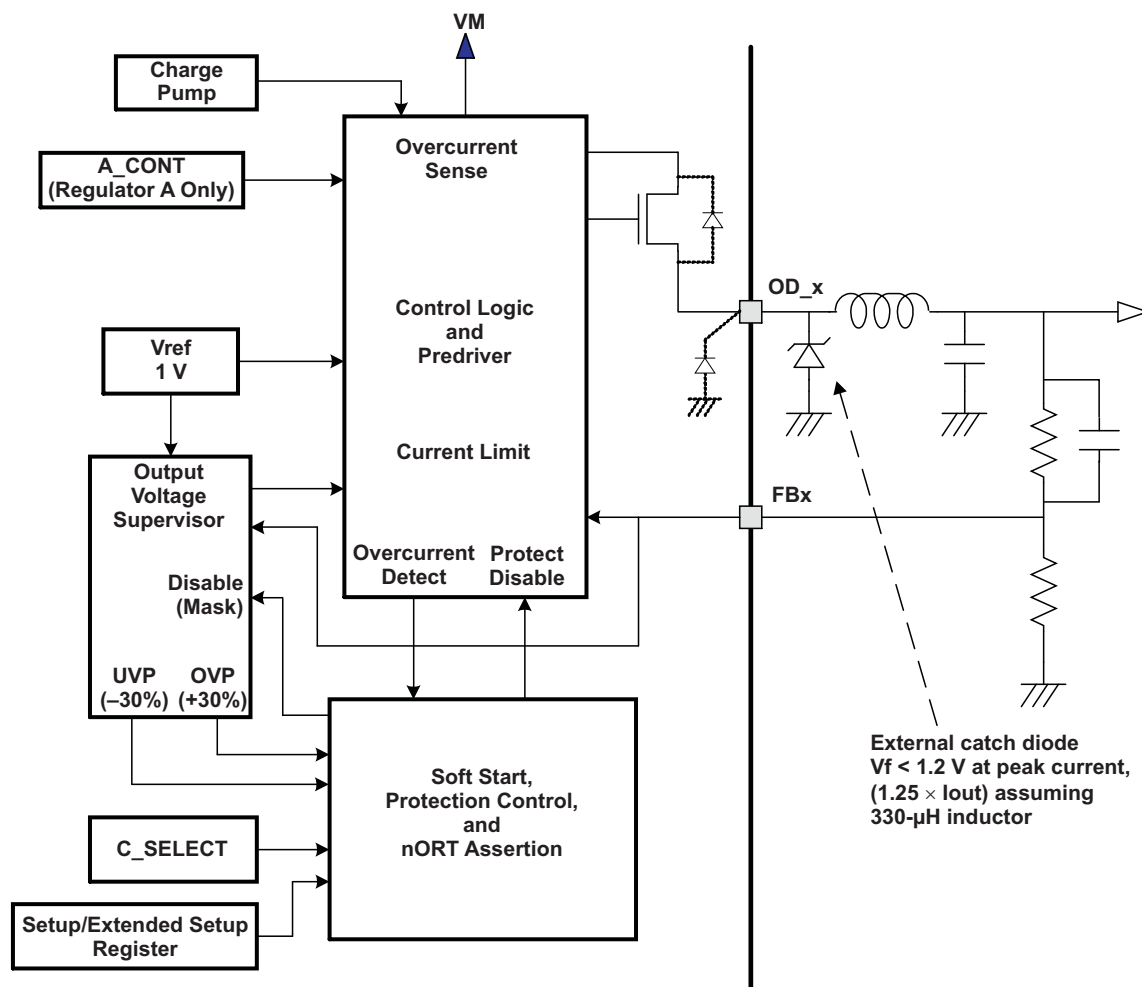 VM
Charge
Pump
A_CONT
(Regulator A Only)
Overcurrent
Sense
Vref
1 V
Control Logic
and
Predriver
OD_x
Output
Voltage
Supervisor
Current Limit
FBx
Disable
(Mask)
Overcurrent
Detect
Protect
Disable
UVP
(–30%)
OVP
(+30%)
Soft Start,
Protection Control,
and
nORT Assertion
External catch diode
Vf < 1.2 V at peak current,
(1.25 × Iout) assuming
330-µH inductor
C_SELECT
Setup/Extended Setup
Register